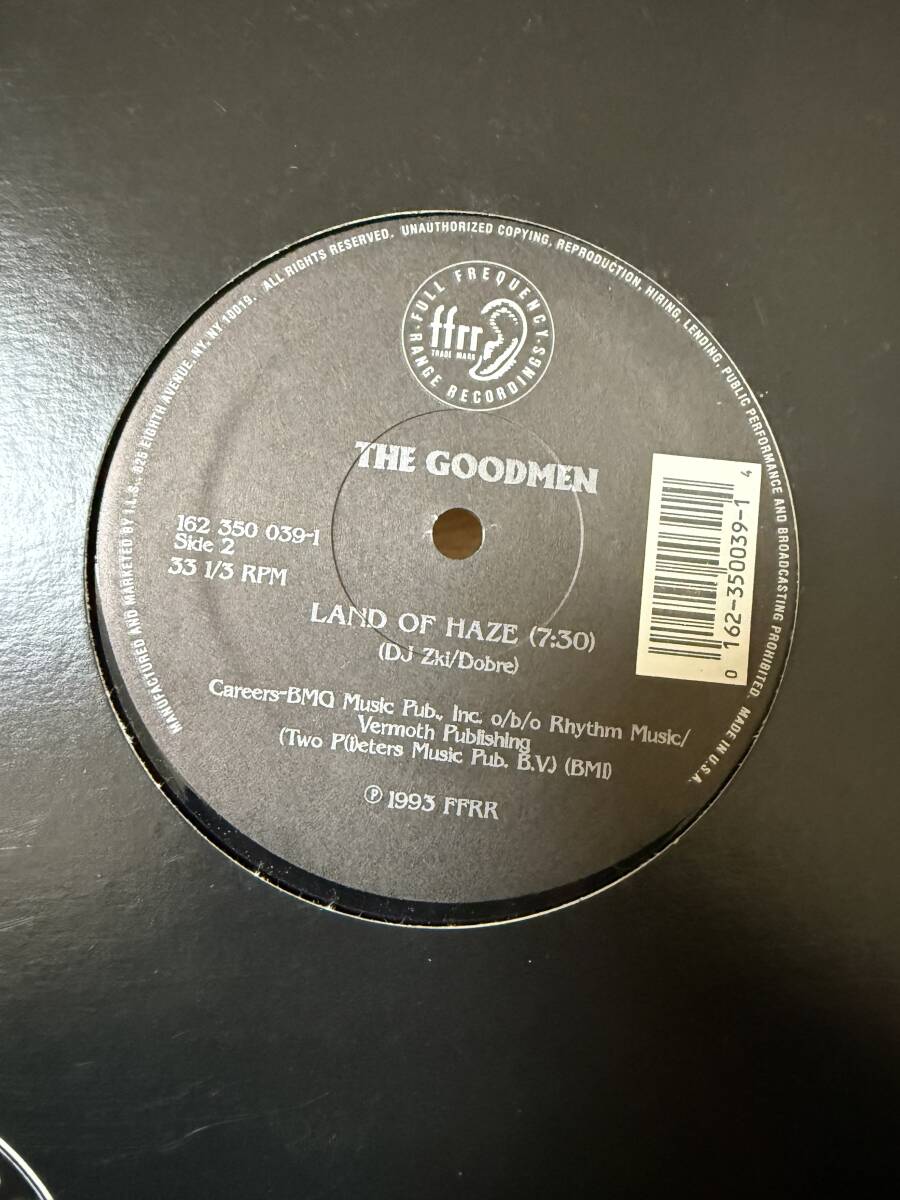 MANUFACTURED AND MARKETED BY I.L.S., 825 EIGHTH AVENUE, NY, NY 10019. ALL RIGHTS RESERVED. UNAUTHORIZED COPYING, REPRODUCTION, HIRING, LENDING, PUBLIC PERFORMANCE AND BROADCASTING PROHIBITED. MADE IN U.S.A.
· FULL FREQUENCY ·
ffrr
TRADE MARK
RANGE RECORDINGS
THE GOODMEN
162 350 039-1
Side 2
33 1/3 RPM
0 162-350039-1 4
LAND OF HAZE (7:30)
(DJ Zki/Dobre)
Careers-BMG Music Pub., Inc. o/b/o Rhythm Music/
Vermoth Publishing
(Two P(i)eters Music Pub. B.V.) (BMI)
℗ 1993 FFRR